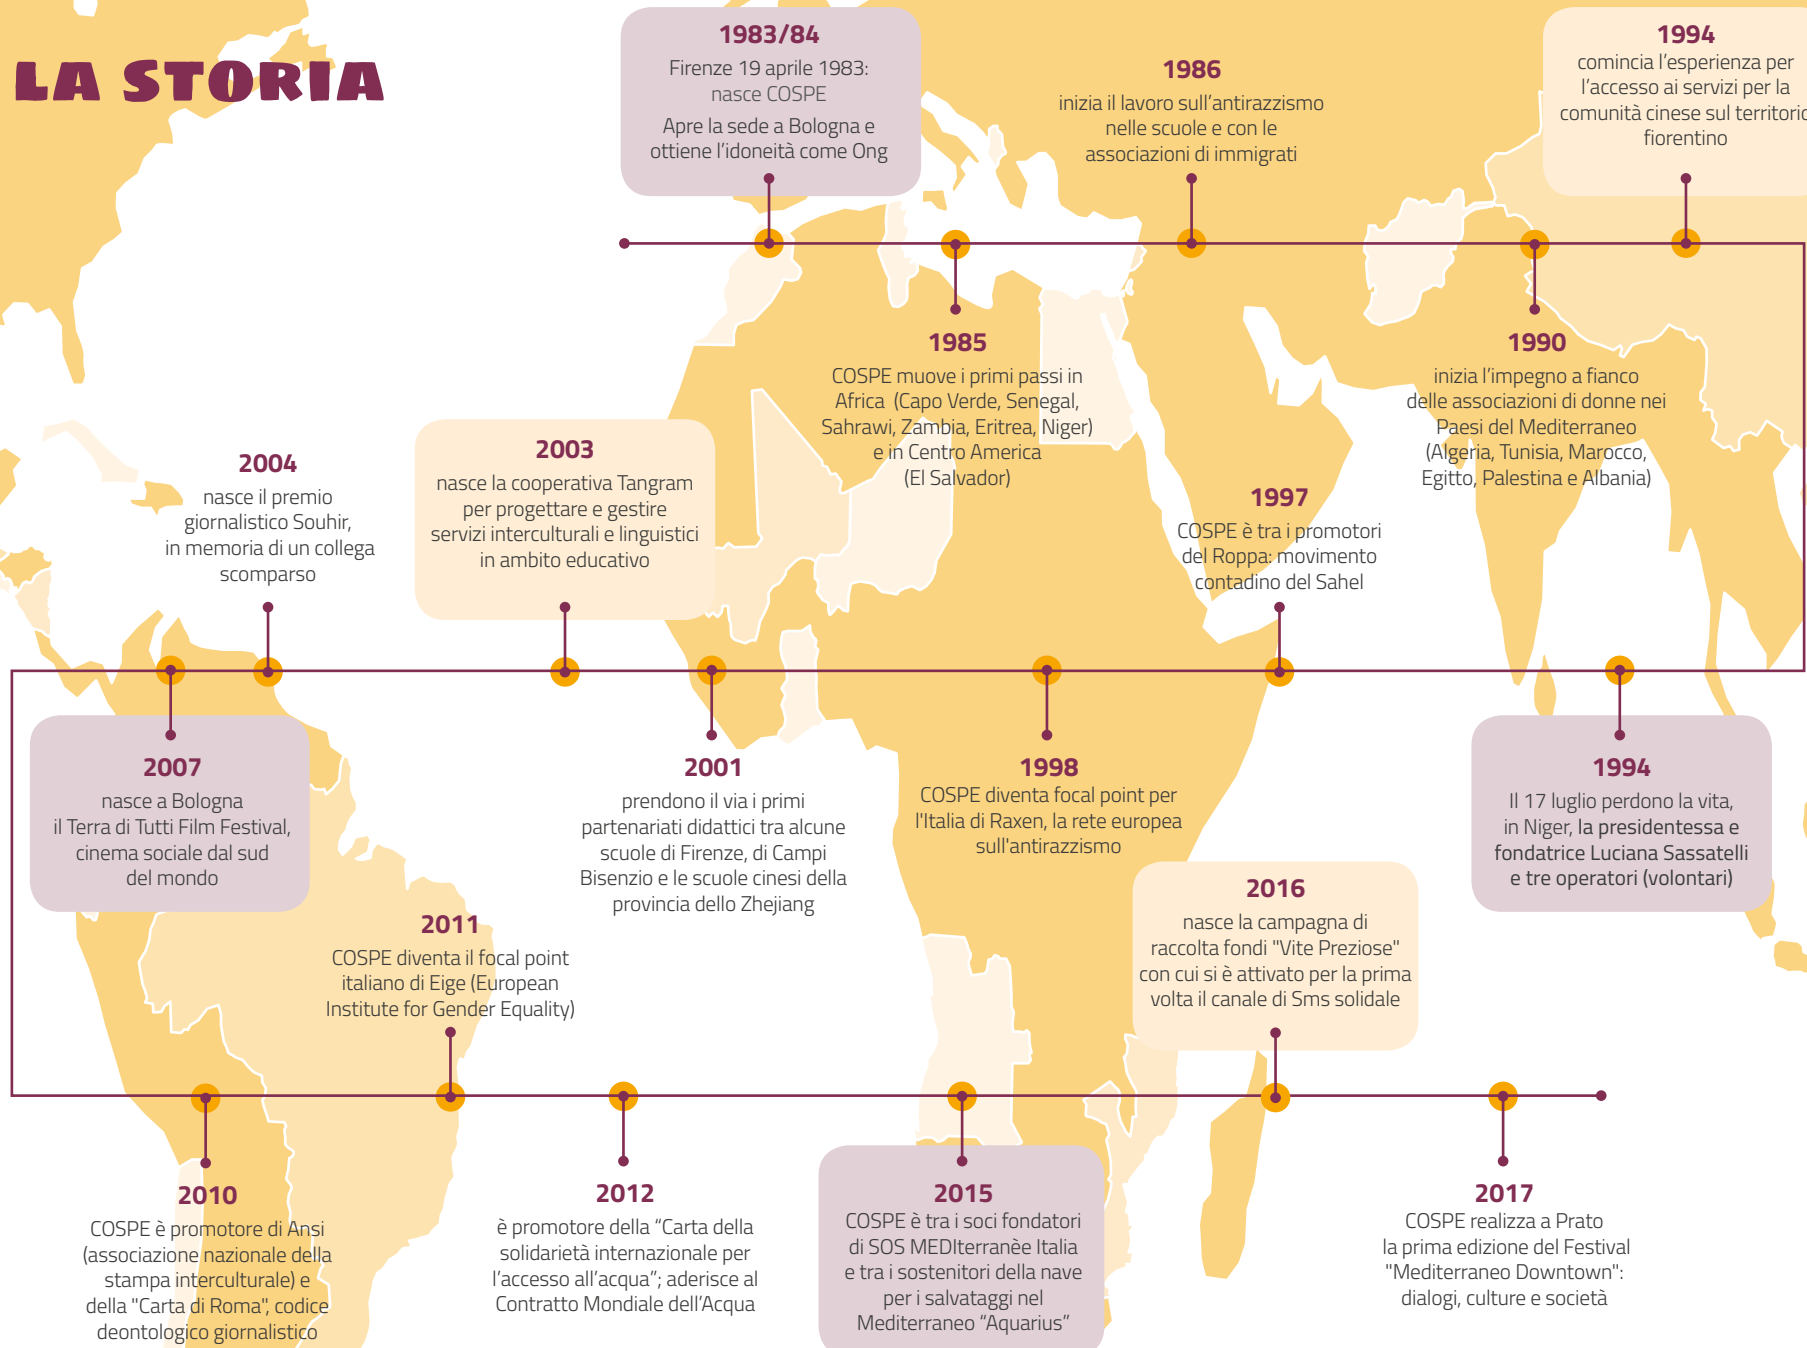 LA STORIA
1983/84
Firenze 19 aprile 1983:
nasce COSPE
Apre la sede a Bologna e
ottiene l'idoneità come Ong
1985
COSPE muove i primi passi in
Africa (Capo Verde, Senegal,
Sahrawi, Zambia, Eritrea, Niger)
e in Centro America
(El Salvador)
1986
inizia il lavoro sull'antirazzismo
nelle scuole e con le
associazioni di immigrati
1990
inizia l'impegno a fianco
delle associazioni di donne nei
Paesi del Mediterraneo
(Algeria, Tunisia, Marocco,
Egitto, Palestina e Albania)
1994
comincia l'esperienza per
l'accesso ai servizi per la
comunità cinese sul territorio
fiorentino
1994
Il 17 luglio perdono la vita,
in Niger, la presidentessa e
fondatrice Luciana Sassatelli
e tre operatori (volontari)
1997
COSPE è tra i promotori
del Roppa: movimento
contadino del Sahel
1998
COSPE diventa focal point per
l'Italia di Raxen, la rete europea
sull'antirazzismo
2001
prendono il via i primi
partenariati didattici tra alcune
scuole di Firenze, di Campi
Bisenzio e le scuole cinesi della
provincia dello Zhejiang
2003
nasce la cooperativa Tangram
per progettare e gestire
servizi interculturali e linguistici
in ambito educativo
2004
nasce il premio
giornalistico Souhir,
in memoria di un collega
scomparso
2007
nasce a Bologna
il Terra di Tutti Film Festival,
cinema sociale dal sud
del mondo
2010
COSPE è promotore di Ansi
(associazione nazionale della
stampa interculturale) e
della "Carta di Roma", codice
deontologico giornalistico
2011
COSPE diventa il focal point
italiano di Eige (European
Institute for Gender Equality)
2012
è promotore della “Carta della
solidarietà internazionale per
l'accesso all'acqua”; aderisce al
Contratto Mondiale dell'Acqua
2015
COSPE è tra i soci fondatori
di SOS MEDIterranèe Italia
e tra i sostenitori della nave
per i salvataggi nel
Mediterraneo “Aquarius”
2016
nasce la campagna di
raccolta fondi "Vite Preziose"
con cui si è attivato per la prima
volta il canale di Sms solidale
2017
COSPE realizza a Prato
la prima edizione del Festival
"Mediterraneo Downtown":
dialogi, culture e società